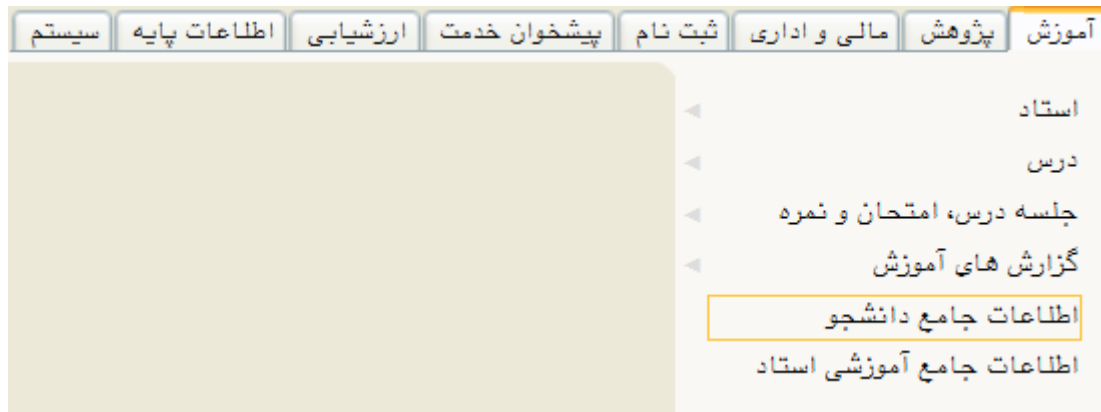 آموزش پژوهش مالی و اداری ثبت نام پیشخوان خدمت ارزشیابی اطلاعات پایه سیستم
استاد
درس
جلسه درس، امتحان و نمره
گزارش های آموزش
اطلاعات جامع دانشجو
اطلاعات جامع آموزشی استاد